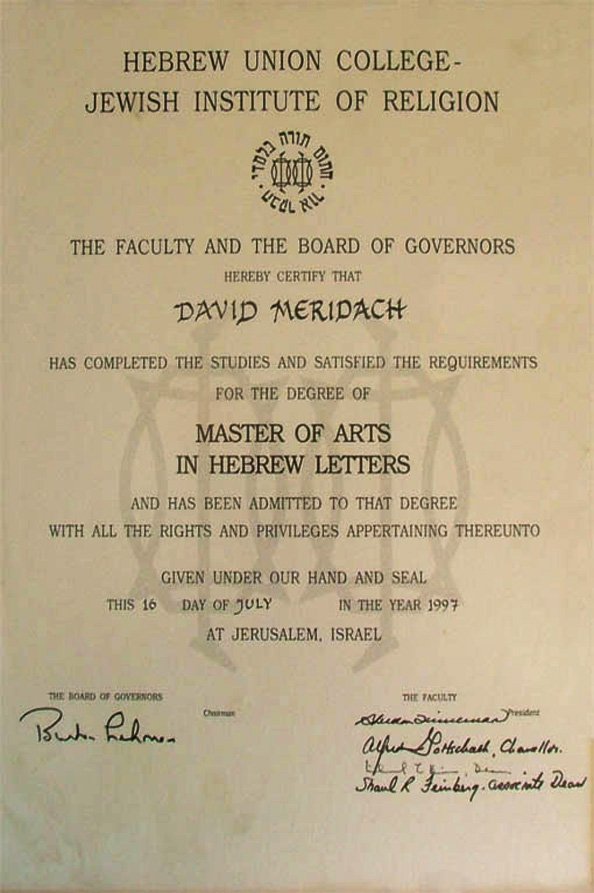 HEBREW UNION COLLEGE-
JEWISH INSTITUTE OF RELIGION
חתום תורה בלמדי
THE FACULTY AND THE BOARD OF GOVERNORS
HEREBY CERTIFY THAT
DAVID MERIDACH
HAS COMPLETED THE STUDIES AND SATISFIED THE REQUIREMENTS
FOR THE DEGREE OF
MASTER OF ARTS
IN HEBREW LETTERS
AND HAS BEEN ADMITTED TO THAT DEGREE
WITH ALL THE RIGHTS AND PRIVILEGES APPERTAINING THEREUNTO
GIVEN UNDER OUR HAND AND SEAL
THIS 16 DAY OF JULY IN THE YEAR 1997
AT JERUSALEM, ISRAEL
THE BOARD OF GOVERNORS
Chairman
THE FACULTY
President
Alfred Gottschalk, Chancellor.
Shaul R Feinberg. associate Dean